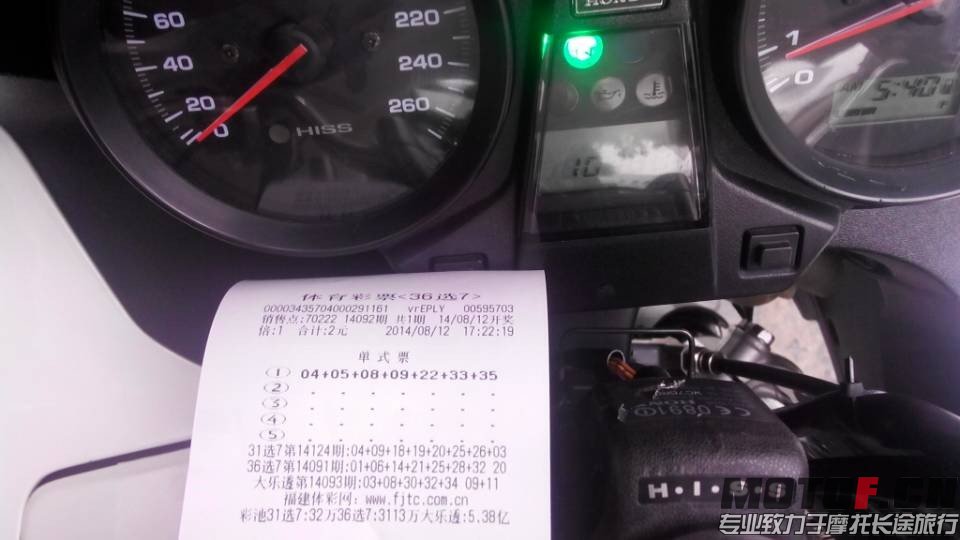 60
40
20
0
220
240
260
HISS
HONDA
10
1
0
5:40
体育彩票<36选7>
00003435704000291161 vrEPLY 00595703
销售点:70222 14092期 共1期 14/08/12开奖
倍:1 合计:2元 2014/08/12 17:22:19
单式票
① 04+05+08+09+22+33+35
② - - - - - - -
③ - - - - - - -
④ - - - - - - -
⑤ - - - - - - -
31选7第14124期:04+09+18+19+20+25+26+03
36选7第14091期:01+06+14+21+25+28+32 20
大乐透第14093期:03+08+30+32+34 09+11
福建体彩网:www.fjtc.com.cn
彩池31选7:32万36选7:3113万大乐透:5.38亿
CE0891
H·I·S·S
MOTOF.CN
专业致力于摩托长途旅行